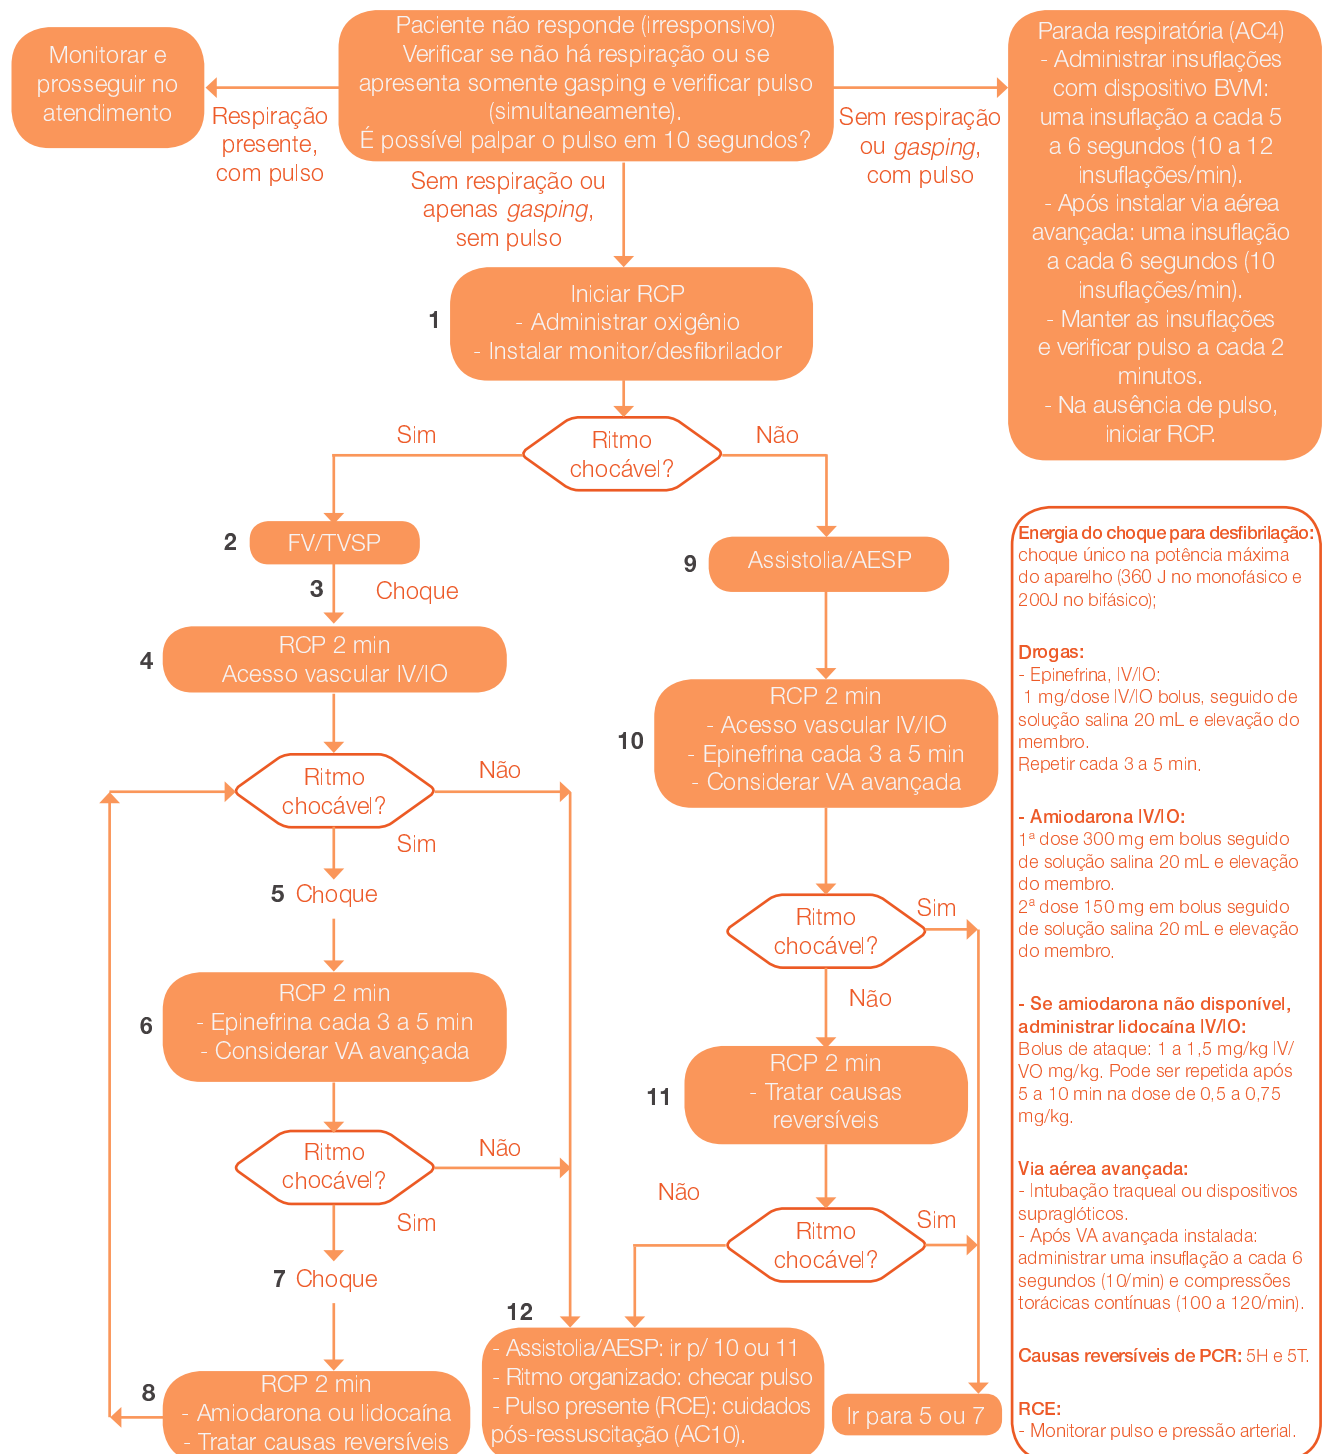 Paciente não responde (irresponsivo)
Verificar se não há respiração ou se
apresenta somente gasping e verificar pulso
(simultaneamente).
É possível palpar o pulso em 10 segundos?
Monitorar e
prosseguir no
atendimento
Respiração
presente,
com pulso
Sem respiração
ou gasping,
com pulso
Parada respiratória (AC4)
- Administrar insuflações
com dispositivo BVM:
uma insuflação a cada 5
a 6 segundos (10 a 12
insuflações/min).
- Após instalar via aérea
avançada: uma insuflação
a cada 6 segundos (10
insuflações/min).
- Manter as insuflações
e verificar pulso a cada 2
minutos.
- Na ausência de pulso,
iniciar RCP.
Sem respiração ou
apenas gasping,
sem pulso
1
Iniciar RCP
- Administrar oxigênio
- Instalar monitor/desfibrilador
Ritmo
chocável?
Sim
Não
2
FV/TVSP
3
Choque
4
RCP 2 min
Acesso vascular IV/IO
Ritmo
chocável?
Não
Sim
5 Choque
6
RCP 2 min
- Epinefrina cada 3 a 5 min
- Considerar VA avançada
Ritmo
chocável?
Não
Sim
7 Choque
8
RCP 2 min
- Amiodarona ou lidocaína
- Tratar causas reversíveis
9
Assistolia/AESP
10
RCP 2 min
- Acesso vascular IV/IO
- Epinefrina cada 3 a 5 min
- Considerar VA avançada
Ritmo
chocável?
Sim
Não
11
RCP 2 min
- Tratar causas
reversíveis
Ritmo
chocável?
Não
Sim
12
- Assistolia/AESP: ir p/ 10 ou 11
- Ritmo organizado: checar pulso
- Pulso presente (RCE): cuidados
pós-ressuscitação (AC10).
Ir para 5 ou 7
Energia do choque para desfibrilação:
choque único na potência máxima
do aparelho (360 J no monofásico e
200J no bifásico);
Drogas:
- Epinefrina, IV/IO:
1 mg/dose IV/IO bolus, seguido de
solução salina 20 mL e elevação do
membro.
Repetir cada 3 a 5 min.
- Amiodarona IV/IO:
1ª dose 300 mg em bolus seguido
de solução salina 20 mL e elevação
do membro.
2ª dose 150 mg em bolus seguido
de solução salina 20 mL e elevação
do membro.
- Se amiodarona não disponível,
administrar lidocaína IV/IO:
Bolus de ataque: 1 a 1,5 mg/kg IV/
VO mg/kg. Pode ser repetida após
5 a 10 min na dose de 0,5 a 0,75
mg/kg.
Via aérea avançada:
- Intubação traqueal ou dispositivos
supraglóticos.
- Após VA avançada instalada:
administrar uma insuflação a cada 6
segundos (10/min) e compressões
torácicas contínuas (100 a 120/min).
Causas reversíveis de PCR: 5H e 5T.
RCE:
- Monitorar pulso e pressão arterial.